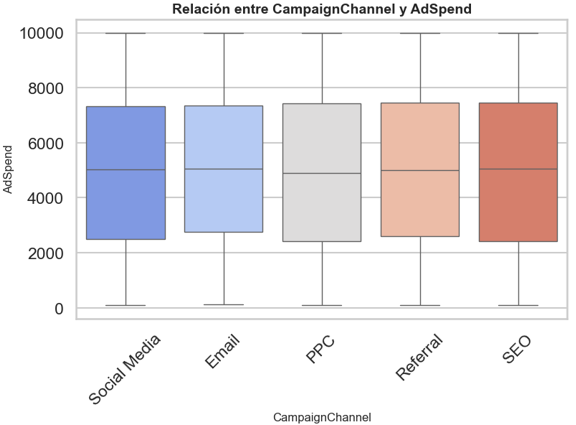 Relación entre CampaignChannel y AdSpend
AdSpend
10000
8000
6000
4000
2000
0
Social Media
Email
PPC
Referral
SEO
CampaignChannel